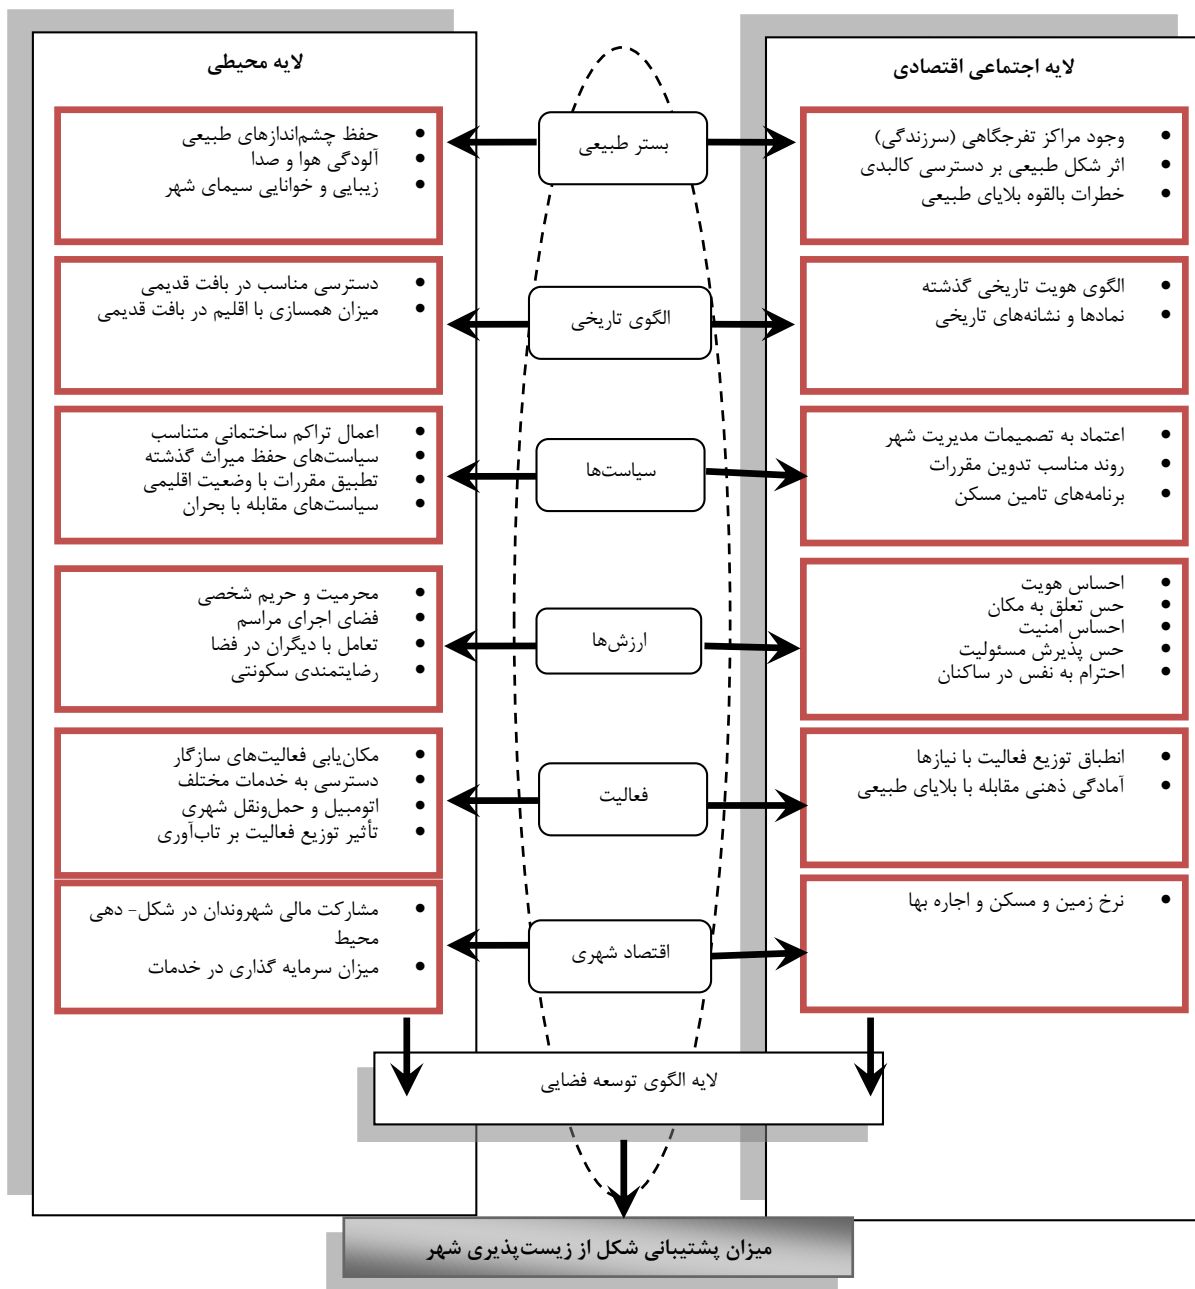 لایه اجتماعی اقتصادی
وجود مراکز تفرجگاهی (سرزندگی)
اثر شکل طبیعی بر دسترسی کالبدی
خطرات بالقوه بلایای طبیعی
الگوی هویت تاریخی گذشته
نمادها و نشانه‌های تاریخی
اعتماد به تصمیمات مدیریت شهر
روند مناسب تدوین مقررات
برنامه‌های تامین مسکن
احساس هویت
حس تعلق به مکان
احساس امنیت
حس پذیرش مسئولیت
احترام به نفس در ساکنان
انطباق توزیع فعالیت با نیازها
آمادگی ذهنی مقابله با بلایای طبیعی
نرخ زمین و مسکن و اجاره بها
بستر طبیعی
الگوی تاریخی
سیاست‌ها
ارزش‌ها
فعالیت
اقتصاد شهری
لایه محیطی
حفظ چشم‌اندازهای طبیعی
آلودگی هوا و صدا
زیبایی و خوانایی سیمای شهر
دسترسی مناسب در بافت قدیمی
میزان همسازی با اقلیم در بافت قدیمی
اعمال تراکم ساختمانی متناسب
سیاست‌های حفظ میراث گذشته
تطبیق مقررات با وضعیت اقلیمی
سیاست‌های مقابله با بحران
محرمیت و حریم شخصی
فضای اجرای مراسم
تعامل با دیگران در فضا
رضایتمندی سکونتی
مکان‌یابی فعالیت‌های سازگار
دسترسی به خدمات مختلف
اتومبیل و حمل‌ونقل شهری
تأثیر توزیع فعالیت بر تاب‌آوری
مشارکت مالی شهروندان در شکل- دهی
محیط
میزان سرمایه گذاری در خدمات
لایه الگوی توسعه فضایی
میزان پشتیبانی شکل از زیست‌پذیری شهر